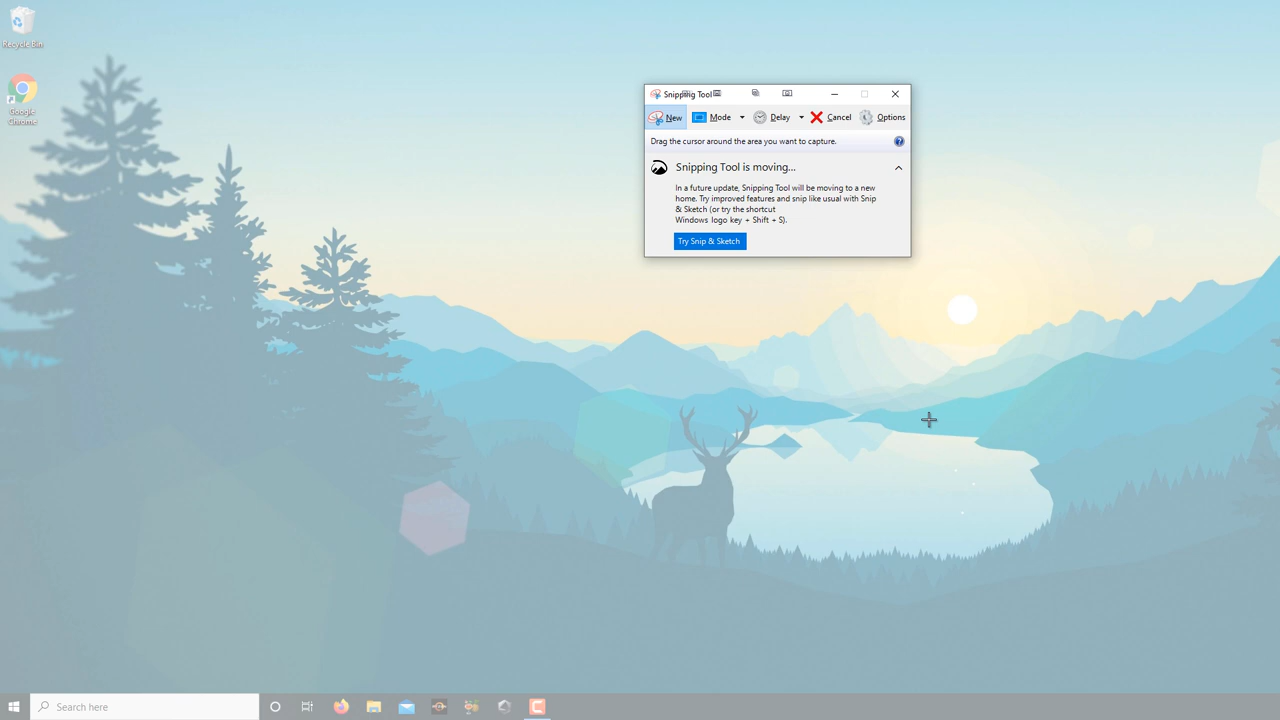 Recycle Bin
Google
Chrome
Snipping Tool
New
Mode
Delay
Cancel
Options
Drag the cursor around the area you want to capture.
Snipping Tool is moving...
In a future update, Snipping Tool will be moving to a new
home. Try improved features and snip like usual with Snip
& Sketch (or try the shortcut
Windows logo key + Shift + S).
Try Snip & Sketch
Search here